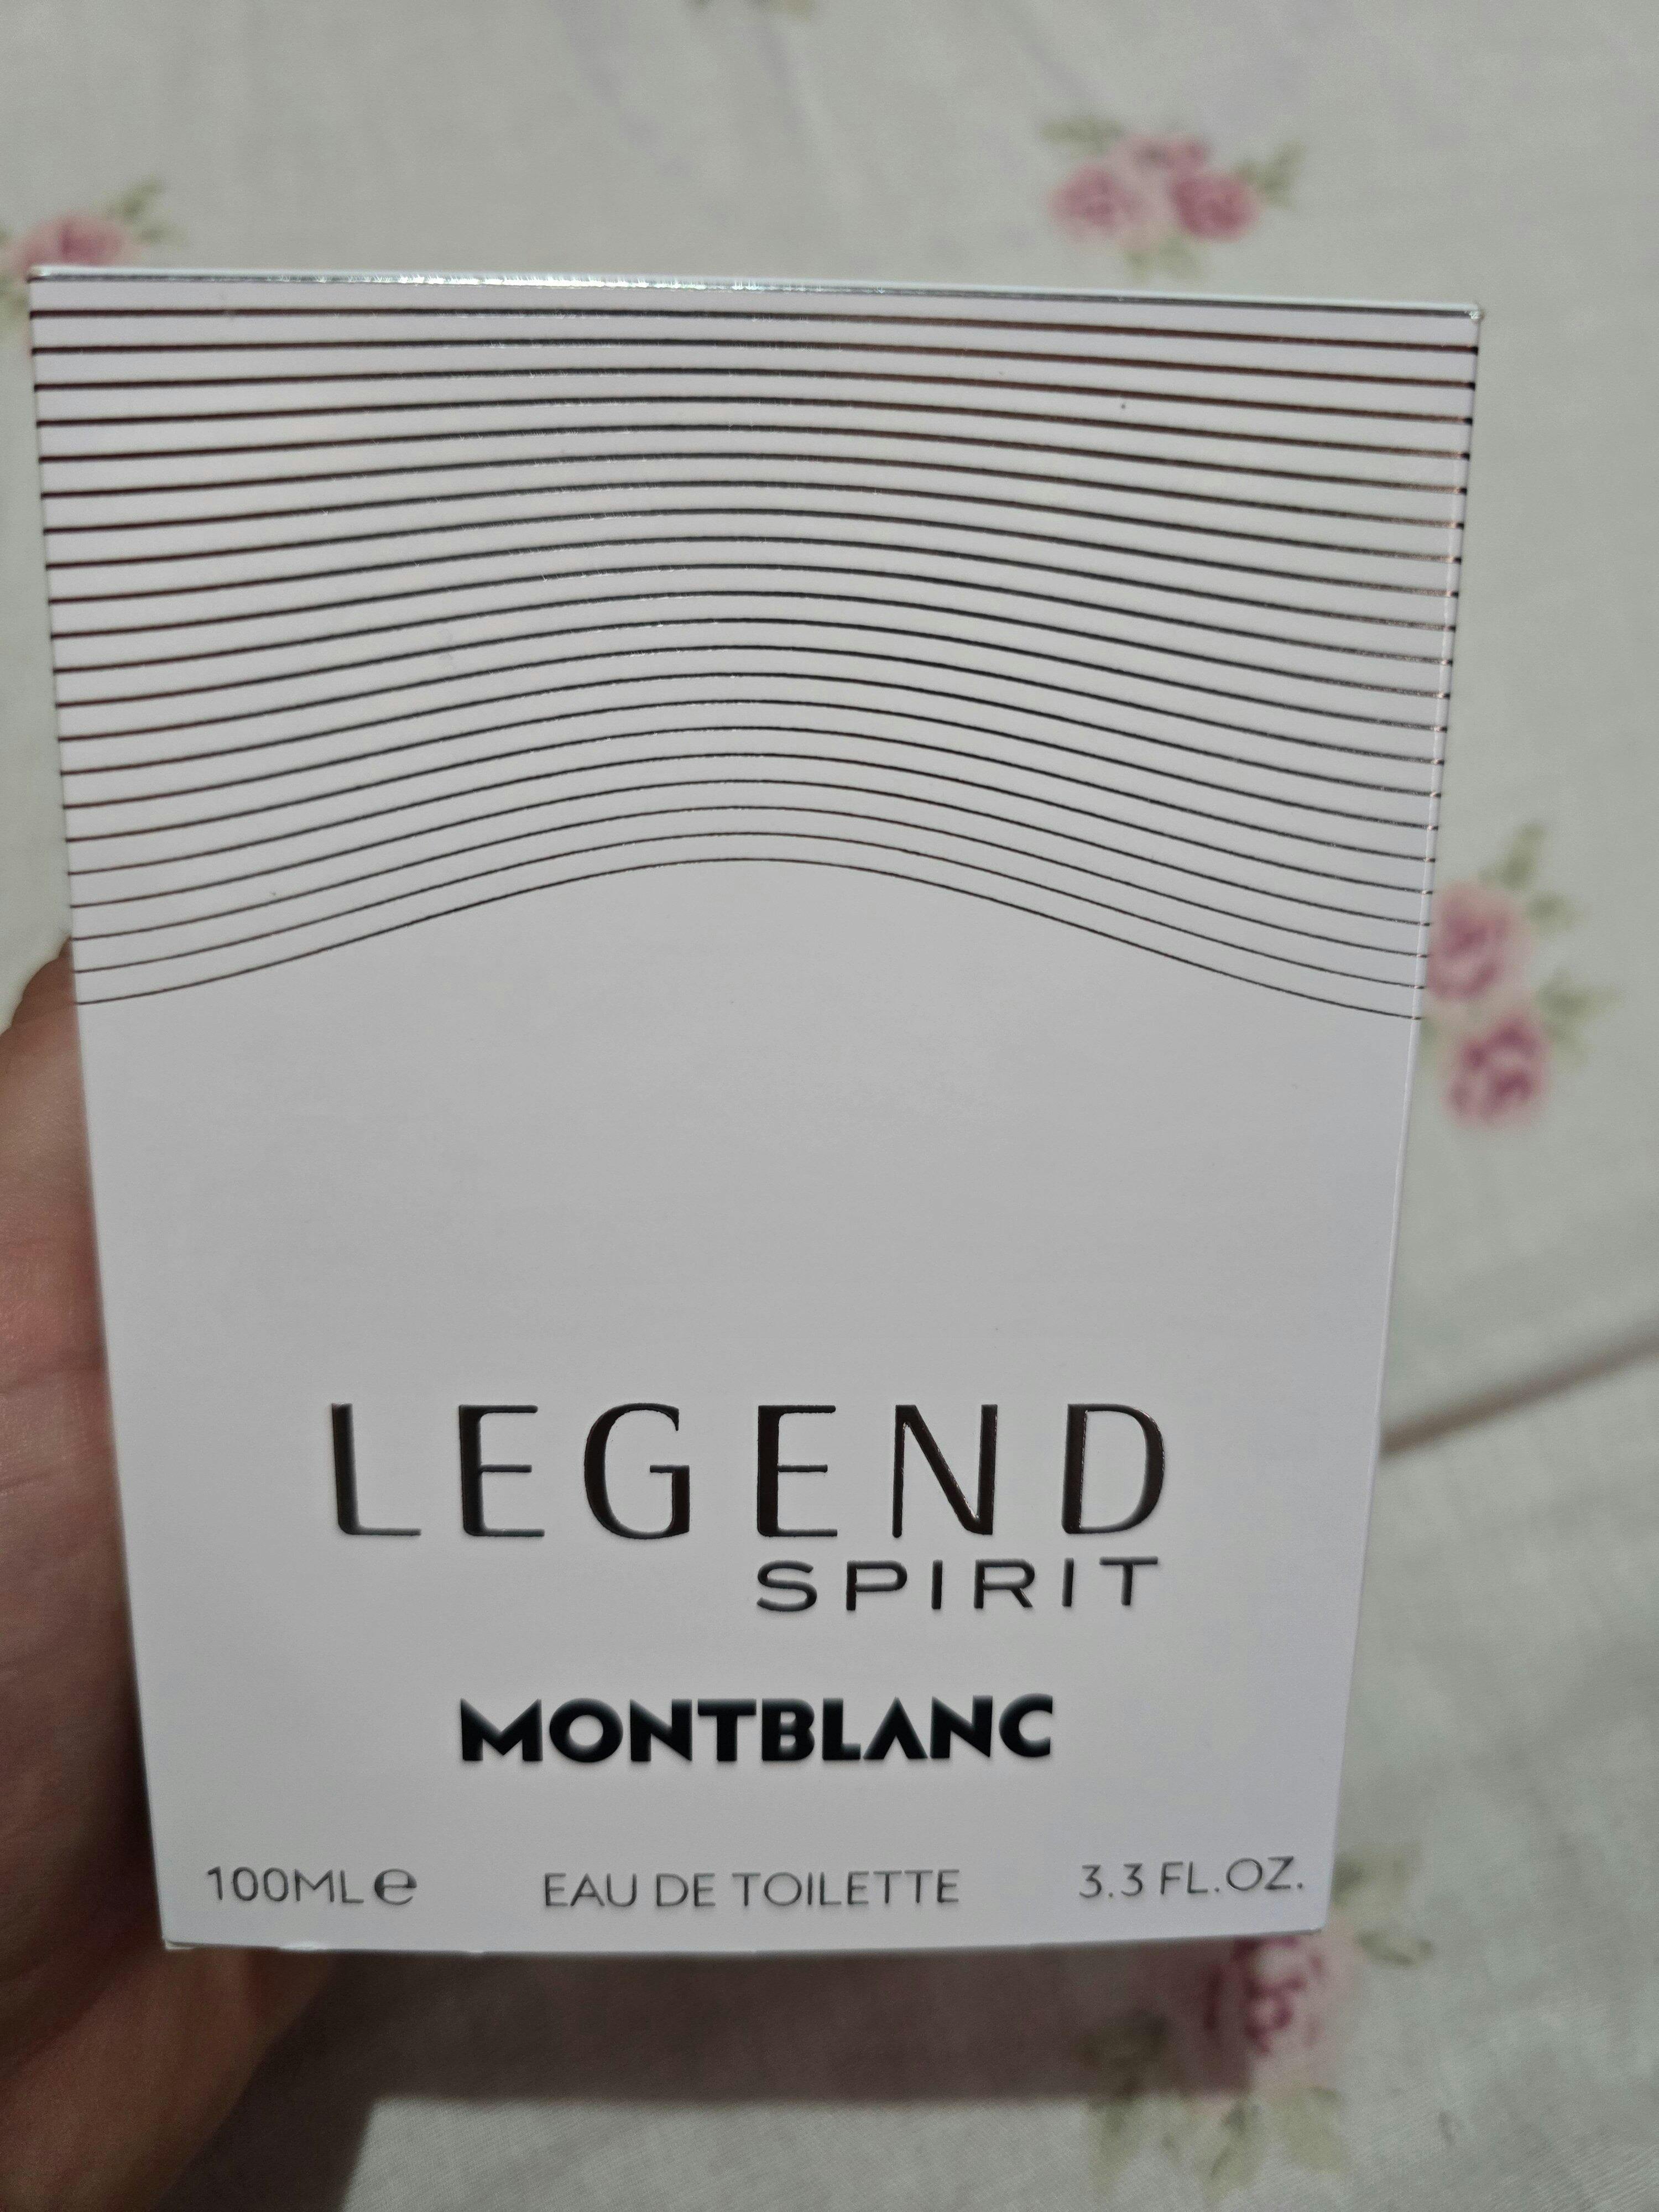 LEGEND
SPIRIT
MONTBLANC
100ML℮ EAU DE TOILETTE 3.3 FL.OZ.